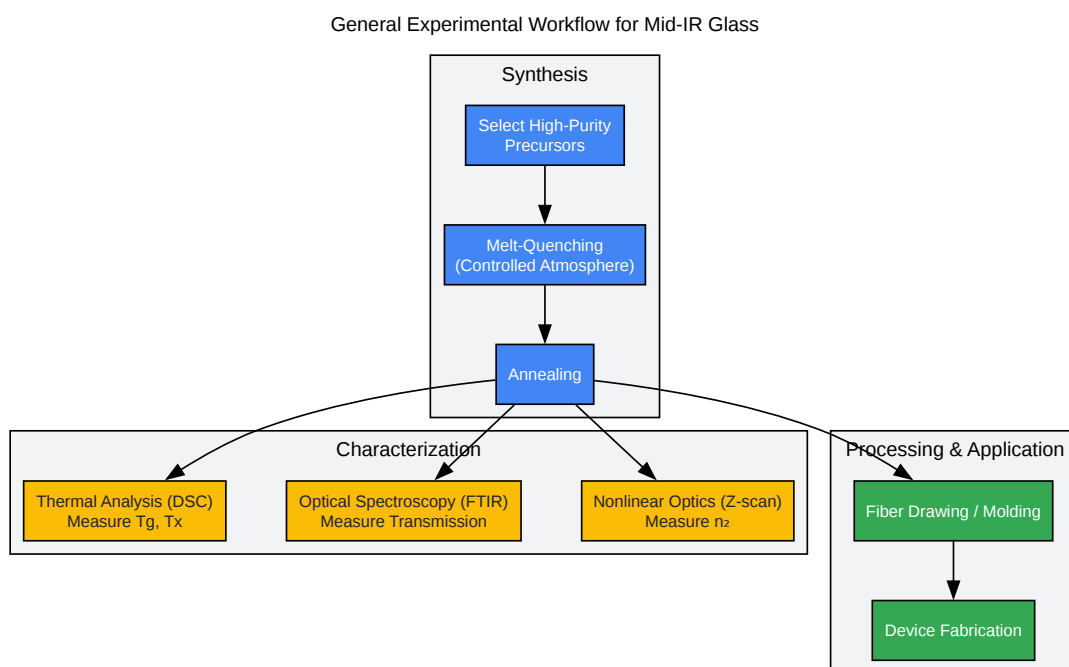 General Experimental Workflow for Mid-IR Glass
Synthesis
Select High-Purity
Precursors
Melt-Quenching
(Controlled Atmosphere)
Annealing
Characterization
Thermal Analysis (DSC)
Measure Tg, Tx
Optical Spectroscopy (FTIR)
Measure Transmission
Nonlinear Optics (Z-scan)
Measure n₂
Processing & Application
Fiber Drawing / Molding
Device Fabrication